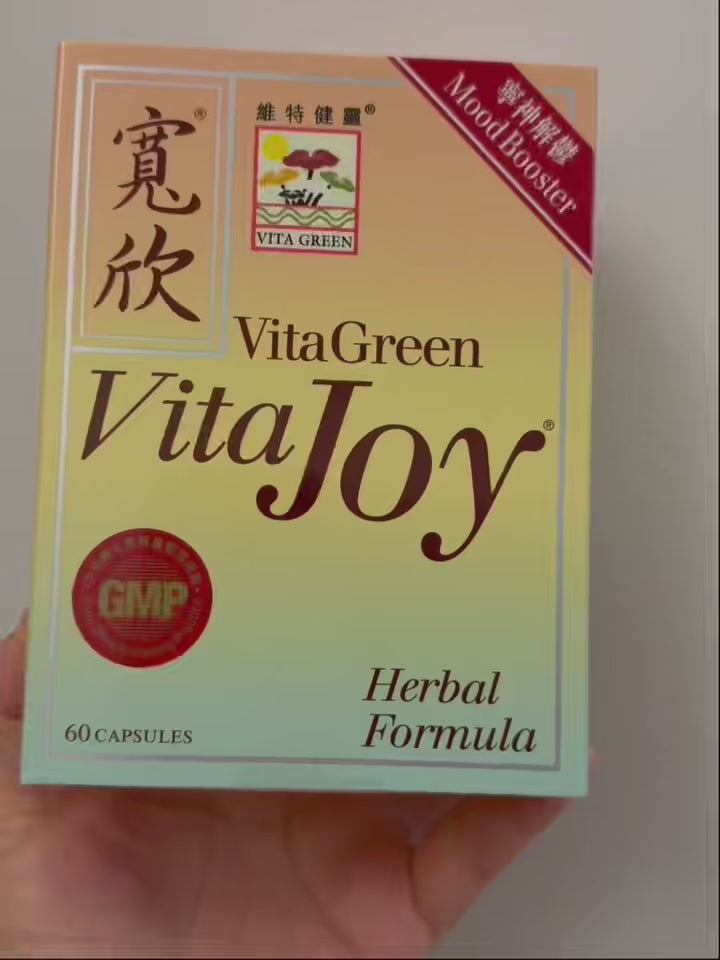 寬欣®
維特健靈®
VITA GREEN
寧神解鬱
Mood Booster
VitaGreen
VitaJoy®
GMP
Herbal
Formula
60 CAPSULES